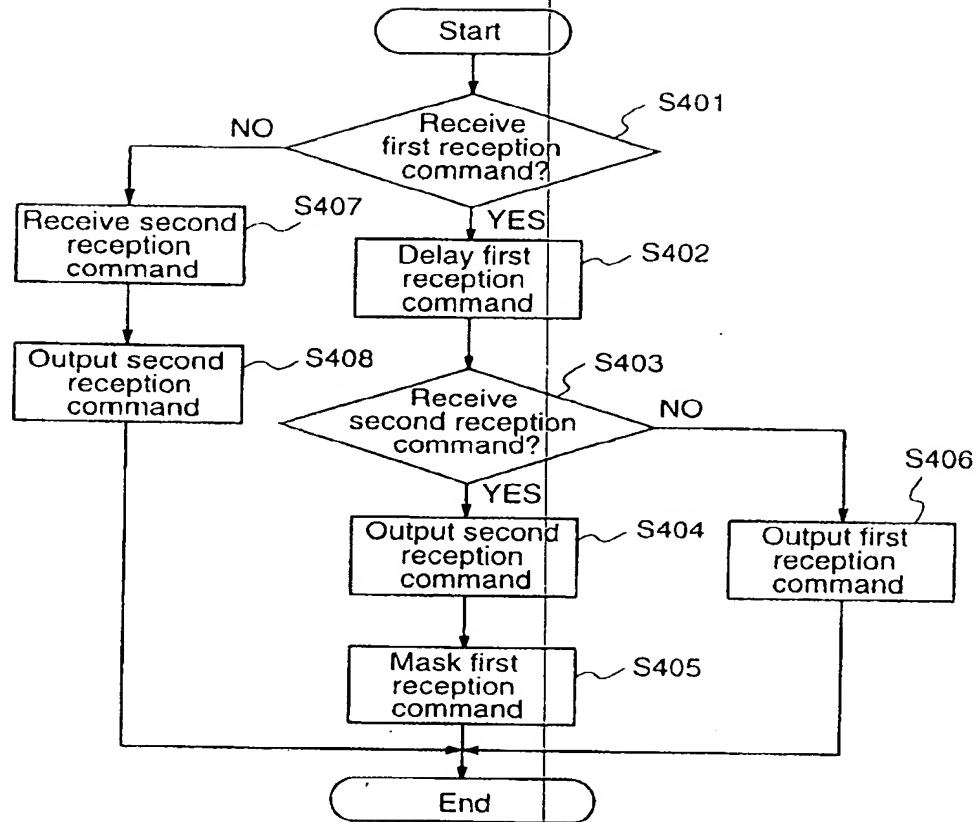 Start
S401
NO
Receive
first reception
command?
S407
YES
Receive second
reception
command
Delay first
reception
command
S402
S408
Output second
reception
command
S403
Receive
second reception
command?
NO
S406
YES
Output second
reception
command
S404
Output first
reception
command
Mask first
reception
command
S405
End